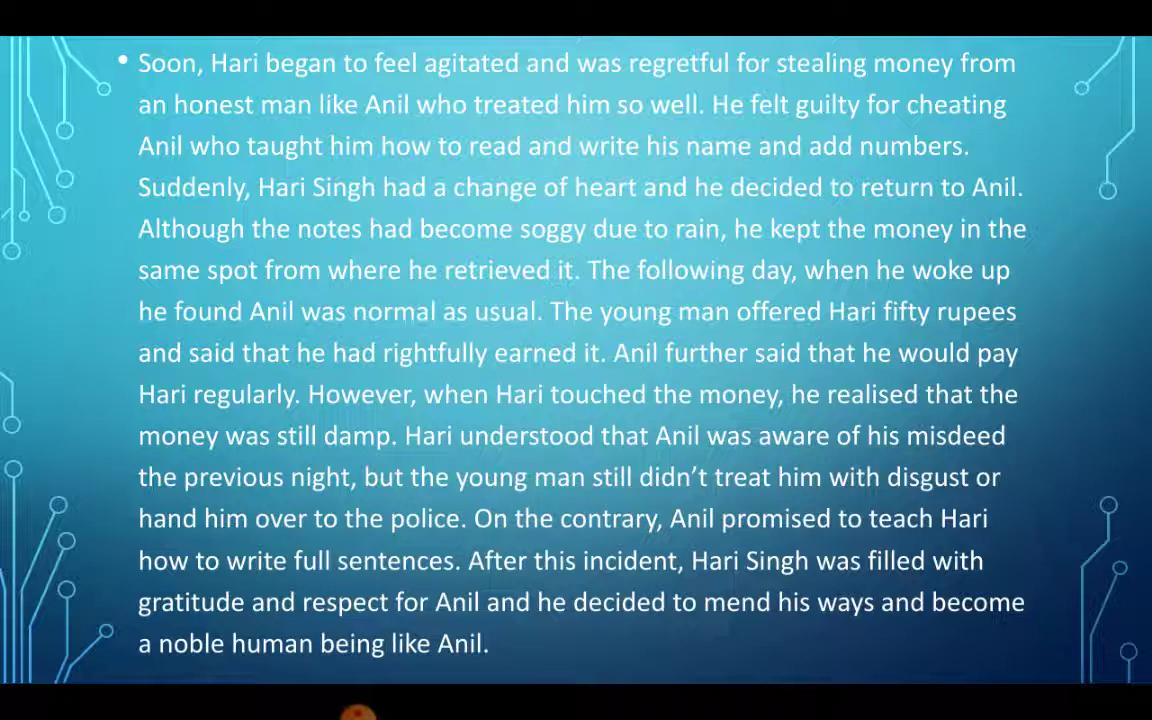 • Soon, Hari began to feel agitated and was regretful for stealing money from
an honest man like Anil who treated him so well. He felt guilty for cheating
Anil who taught him how to read and write his name and add numbers.
Suddenly, Hari Singh had a change of heart and he decided to return to Anil.
Although the notes had become soggy due to rain, he kept the money in the
same spot from where he retrieved it. The following day, when he woke up
he found Anil was normal as usual. The young man offered Hari fifty rupees
and said that he had rightfully earned it. Anil further said that he would pay
Hari regularly. However, when Hari touched the money, he realised that the
money was still damp. Hari understood that Anil was aware of his misdeed
the previous night, but the young man still didn’t treat him with disgust or
hand him over to the police. On the contrary, Anil promised to teach Hari
how to write full sentences. After this incident, Hari Singh was filled with
gratitude and respect for Anil and he decided to mend his ways and become
a noble human being like Anil.